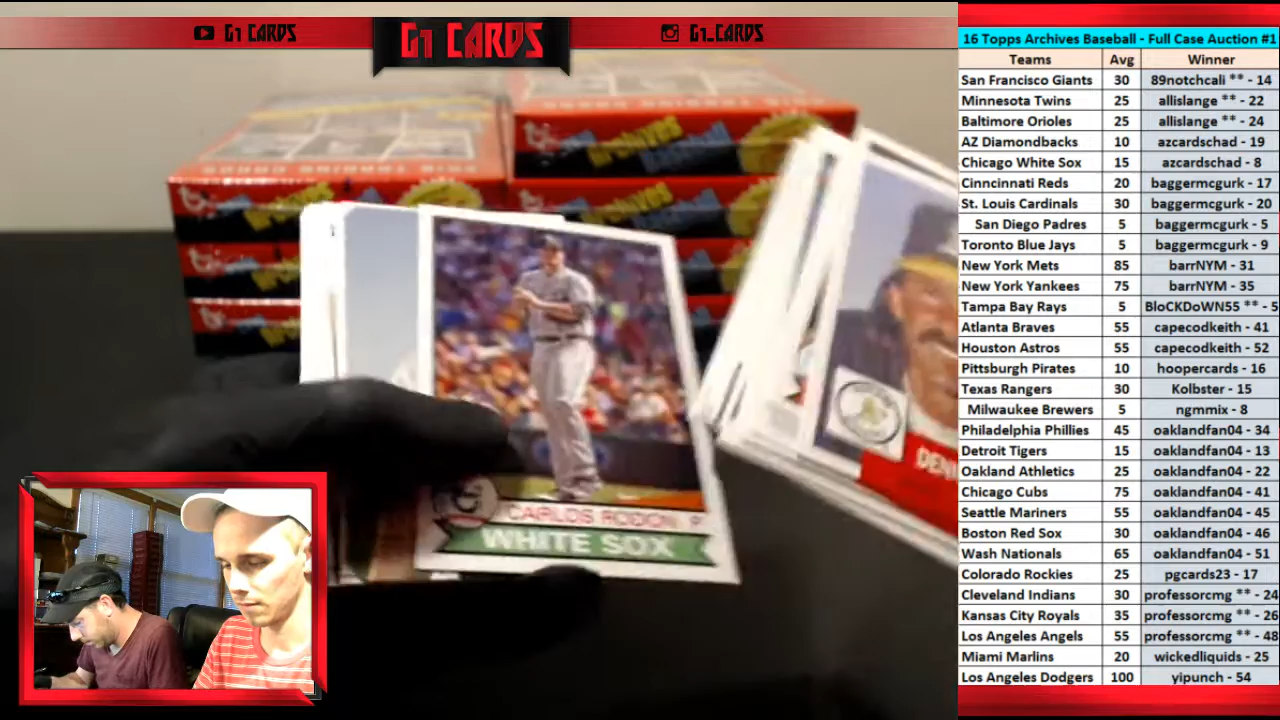 G1 CARDS
G1 CARDS
G1_CARDS
16 Topps Archives Baseball - Full Case Auction #1
Teams Avg Winner
San Francisco Giants 30 89notchcali ** - 14
Minnesota Twins 25 allislange ** - 22
Baltimore Orioles 25 allislange ** - 24
AZ Diamondbacks 10 azcardschad - 19
Chicago White Sox 15 azcardschad - 8
Cinncinnati Reds 20 baggermcgurk - 17
St. Louis Cardinals 30 baggermcgurk - 20
San Diego Padres 5 baggermcgurk - 5
Toronto Blue Jays 5 baggermcgurk - 9
New York Mets 85 barrNYM - 31
New York Yankees 75 barrNYM - 35
Tampa Bay Rays 5 BloCKDoWN55 ** - 5
Atlanta Braves 55 capecodkeith - 41
Houston Astros 55 capecodkeith - 52
Pittsburgh Pirates 10 hoopercards - 16
Texas Rangers 30 Kolbster - 15
Milwaukee Brewers 5 ngmmix - 8
Philadelphia Phillies 45 oaklandfan04 - 34
Detroit Tigers 15 oaklandfan04 - 13
Oakland Athletics 25 oaklandfan04 - 22
Chicago Cubs 75 oaklandfan04 - 41
Seattle Mariners 55 oaklandfan04 - 45
Boston Red Sox 30 oaklandfan04 - 46
Wash Nationals 65 oaklandfan04 - 51
Colorado Rockies 25 pgcards23 - 17
Cleveland Indians 30 professorcmg ** - 24
Kansas City Royals 35 professorcmg ** - 26
Los Angeles Angels 55 professorcmg ** - 48
Miami Marlins 20 wickedliquids - 25
Los Angeles Dodgers 100 yipunch - 54
Archives
Archives
CARLOS RODON P
WHITE SOX
DENN